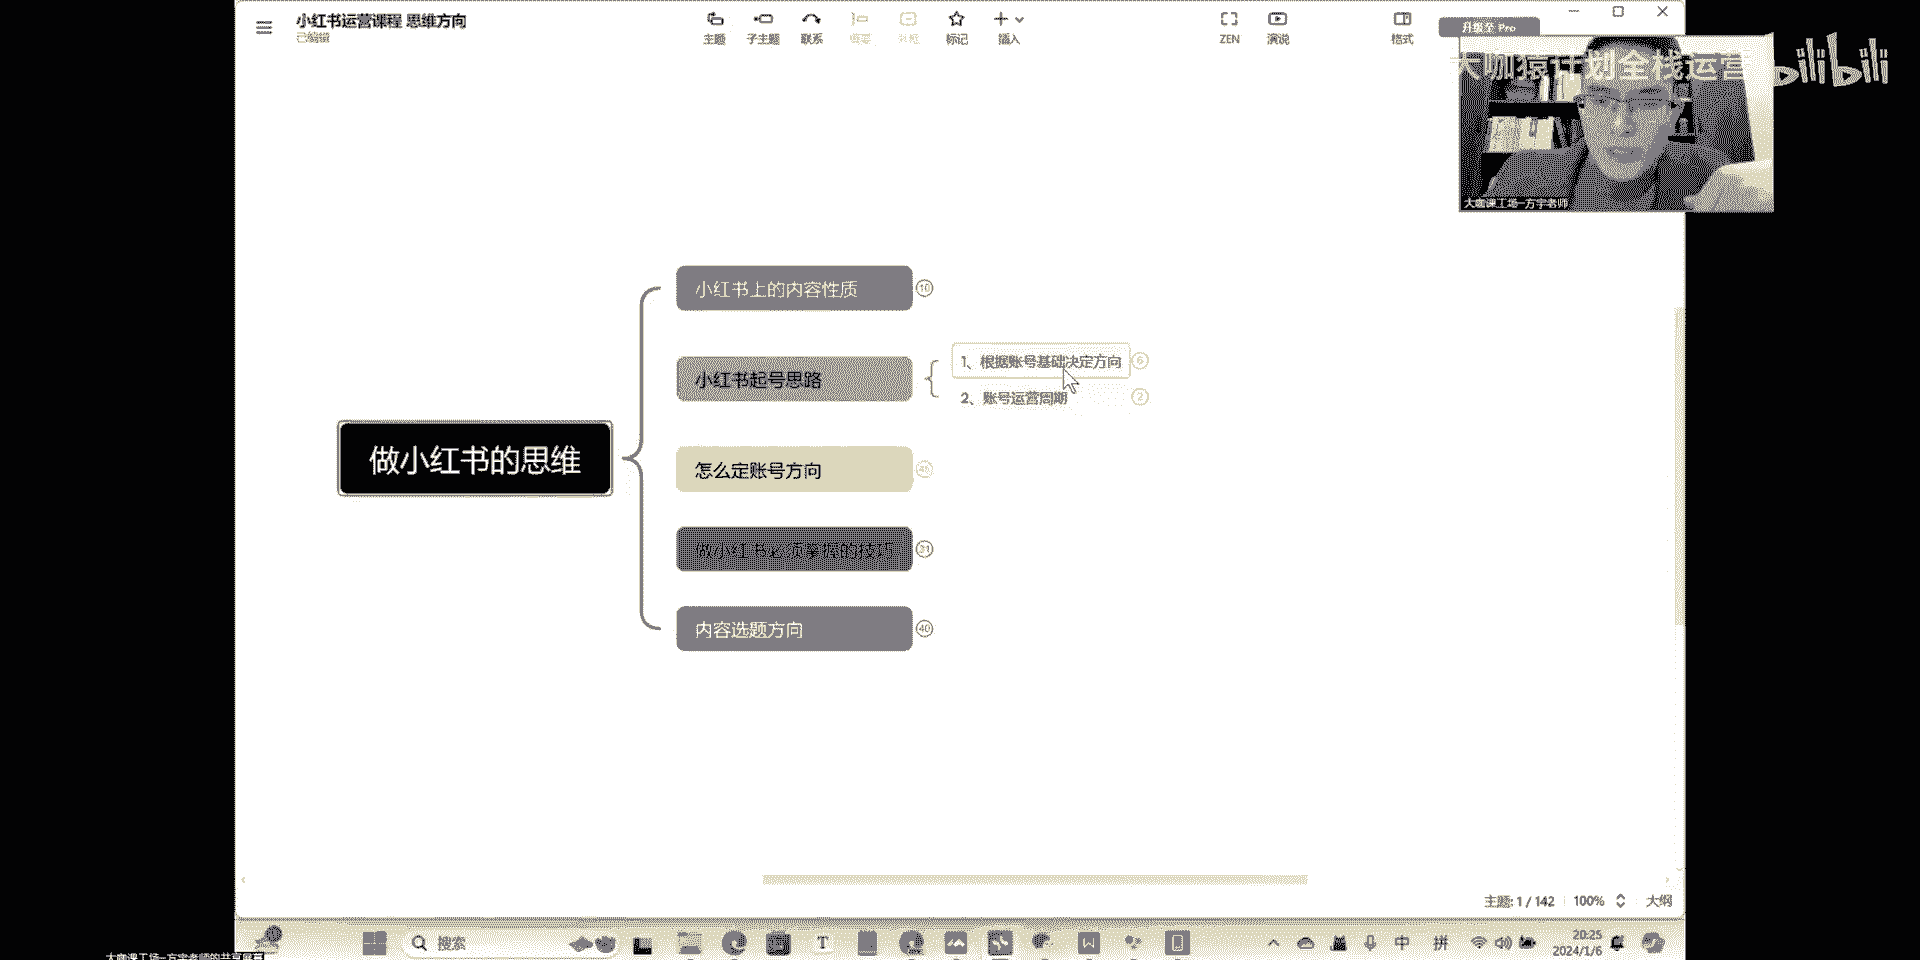 小红书运营课程 思维方向
已编辑
主题
子主题
联系
概要
外框
标记
插入
ZEN
演说
格式
升级至 Pro
大咖猿计划全栈运营
bilibili
大咖课工场-方宇老师
小红书上的内容性质
10
1、根据账号基础决定方向
6
小红书起号思路
2、账号运营周期
2
做小红书的思维
怎么定账号方向
做小红书必须掌握的技巧
内容选题方向
40
主题: 1 / 142
100%
大纲
搜索
中
拼
20:25
2024/1/6
大咖课工场-方宇老师的共享屏幕